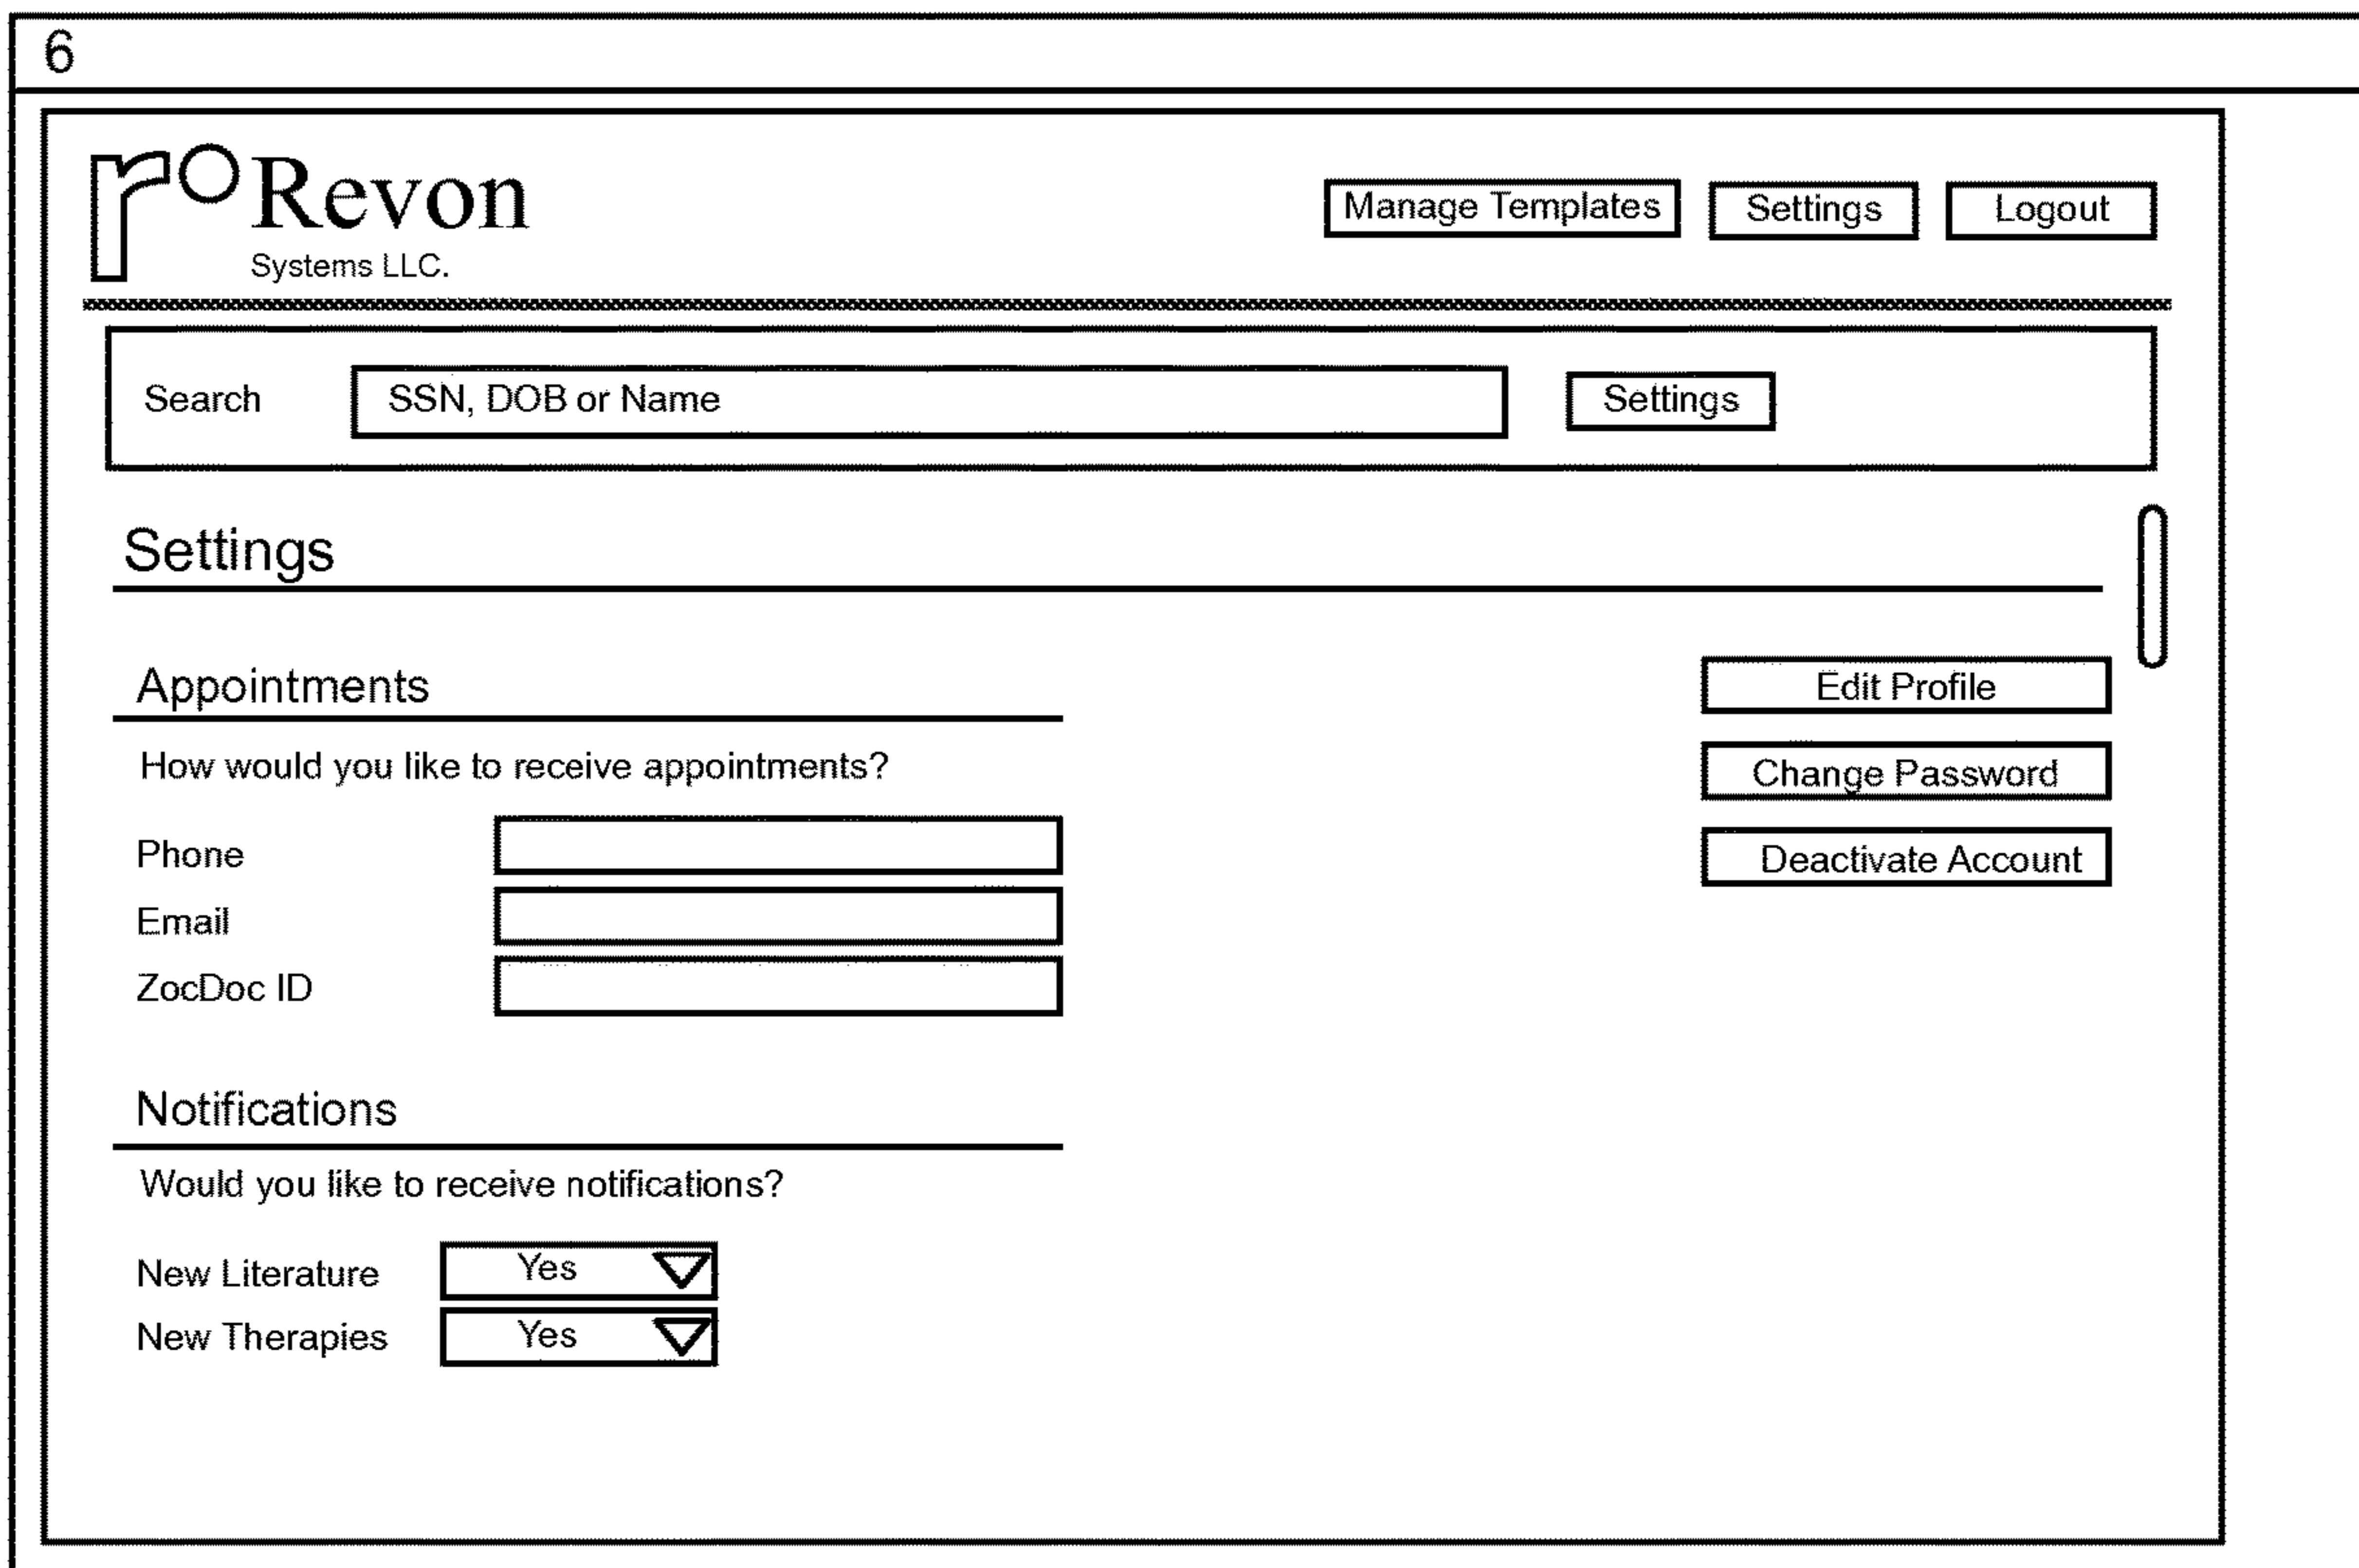 6
ro Revon
Systems LLC.
Manage Templates Settings Logout
Search SSN, DOB or Name Settings
Settings
Appointments
How would you like to receive appointments?
Phone
Email
ZocDoc ID
Edit Profile
Change Password
Deactivate Account
Notifications
Would you like to receive notifications?
New Literature Yes
New Therapies Yes